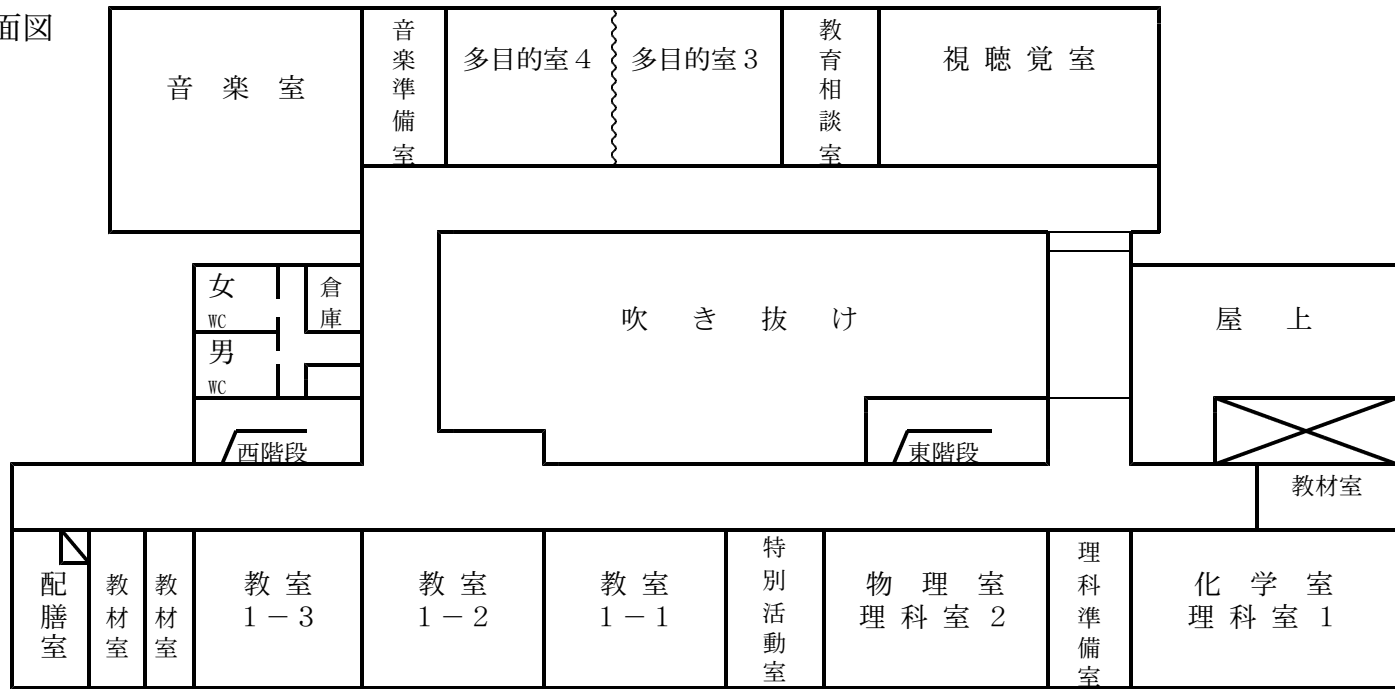 面図
音楽室
音楽準備室
多目的室４
多目的室３
教育相談室
視聴覚室
女
WC
倉庫
男
WC
吹き抜け
屋上
西階段
東階段
教材室
配膳室
教材室
教材室
教室
１－３
教室
１－２
教室
１－１
特別活動室
物理室
理科室２
理科準備室
化学室
理科室１